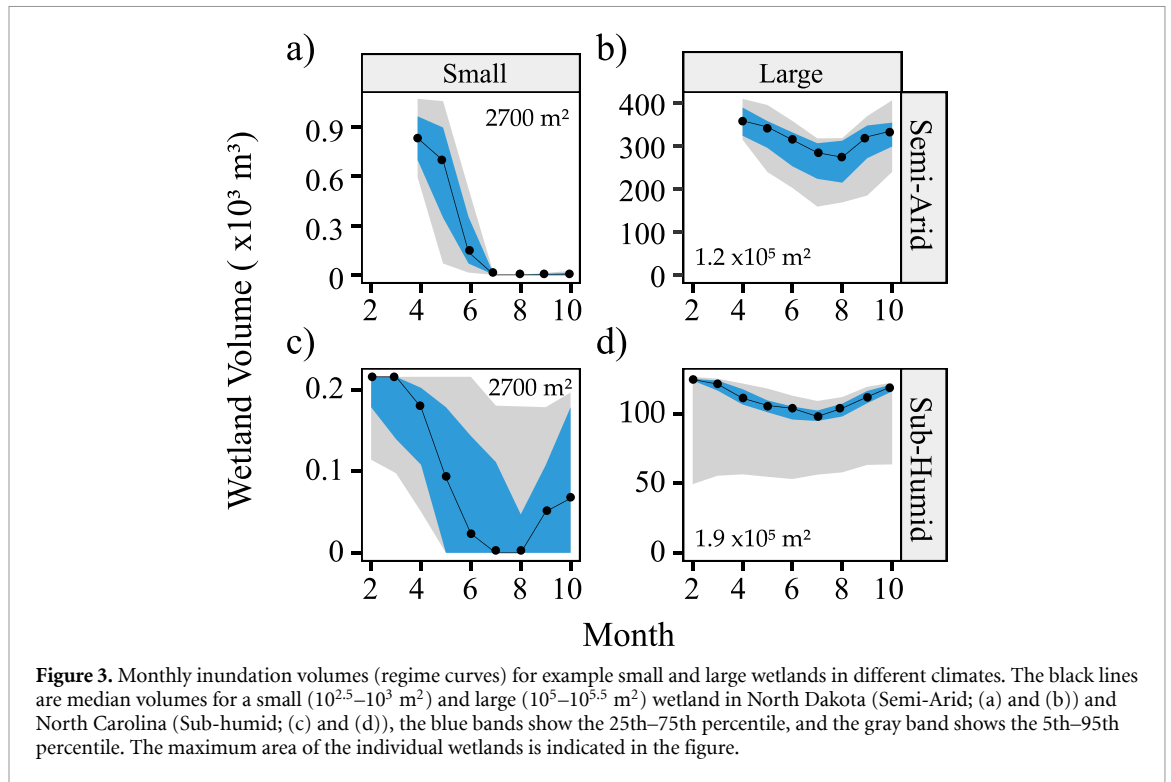 a)
b)
Small
Large
0.9
0.6
0.3
0
2700 m²
2 4 6 8 10
400
300
200
100
0
1.2 x10⁵ m²
2 4 6 8 10
Semi-Arid
Wetland Volume ( x10³ m³)
c)
d)
0.2
0.1
0
2700 m²
2 4 6 8 10
100
50
0
1.9 x10⁵ m²
2 4 6 8 10
Sub-Humid
Month
Figure 3. Monthly inundation volumes (regime curves) for example small and large wetlands in different climates. The black lines
are median volumes for a small (10²·⁵–10³ m²) and large (10⁵–10⁵·⁵ m²) wetland in North Dakota (Semi-Arid; (a) and (b)) and
North Carolina (Sub-humid; (c) and (d)), the blue bands show the 25th–75th percentile, and the gray band shows the 5th–95th
percentile. The maximum area of the individual wetlands is indicated in the figure.